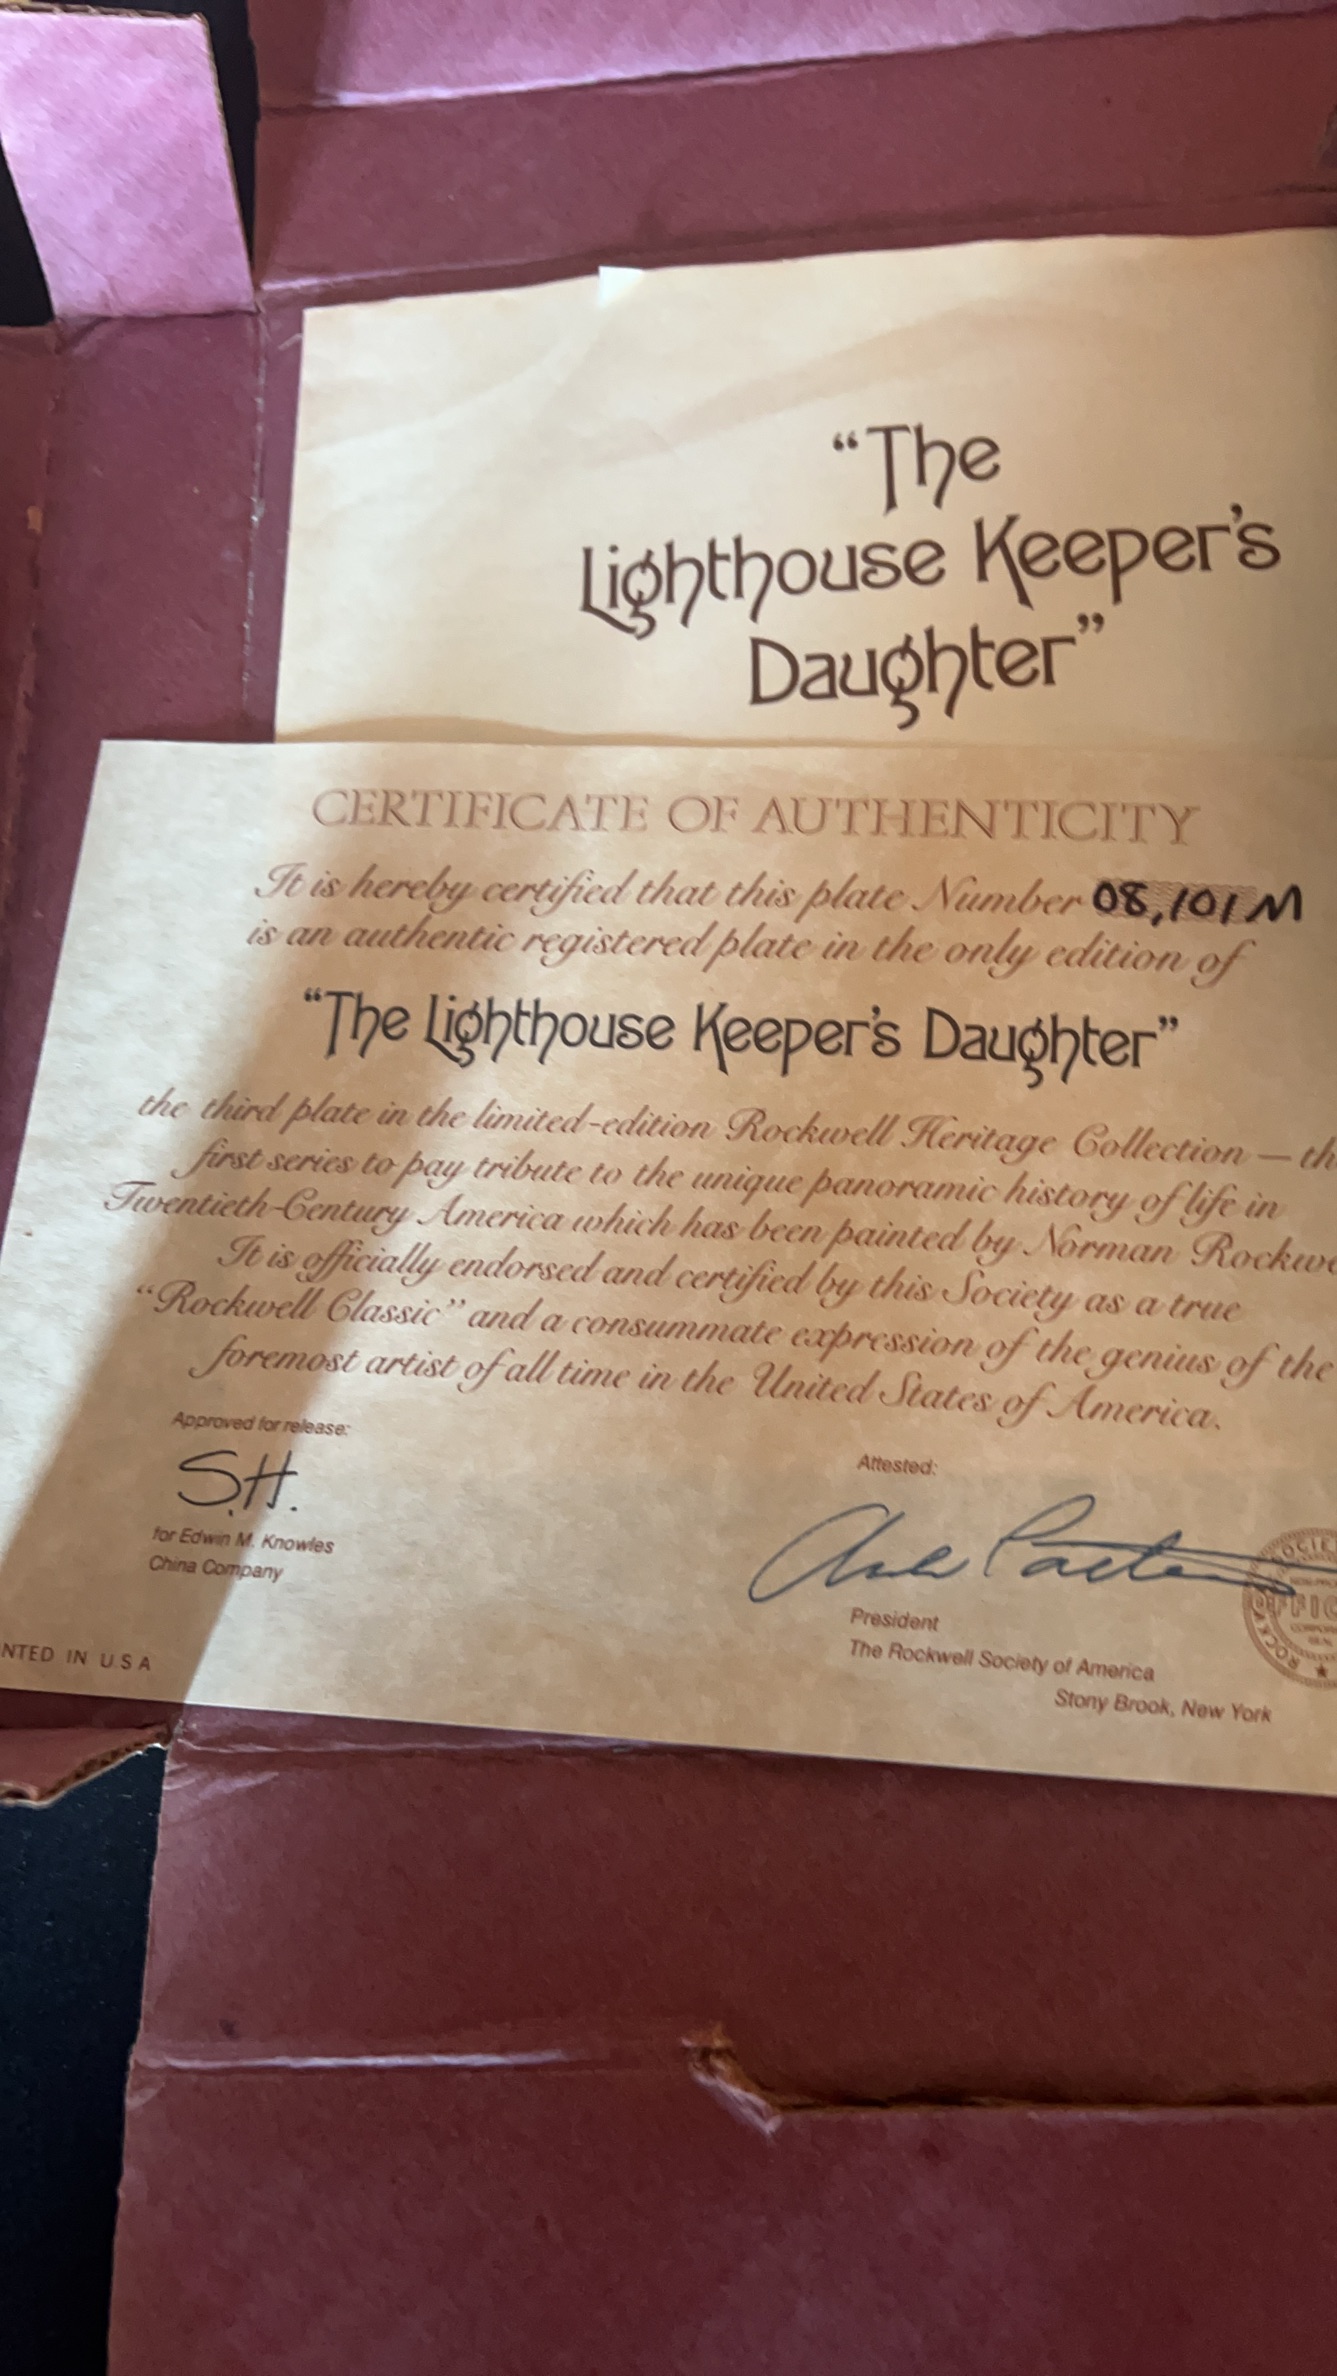 “The
Lighthouse Keeper's
Daughter”
CERTIFICATE OF AUTHENTICITY
It is hereby certified that this plate Number 08,101M
is an authentic registered plate in the only edition of
“The Lighthouse Keeper's Daughter”
the third plate in the limited-edition Rockwell Heritage Collection — th
first series to pay tribute to the unique panoramic history of life in
Twentieth-Century America which has been painted by Norman Rockwe
It is officially endorsed and certified by this Society as a true
“Rockwell Classic” and a consummate expression of the genius of the
foremost artist of all time in the United States of America.
Approved for release:
S.H.
for Edwin M. Knowles
China Company
NTED IN U.S.A
Attested:
President
The Rockwell Society of America
Stony Brook, New York